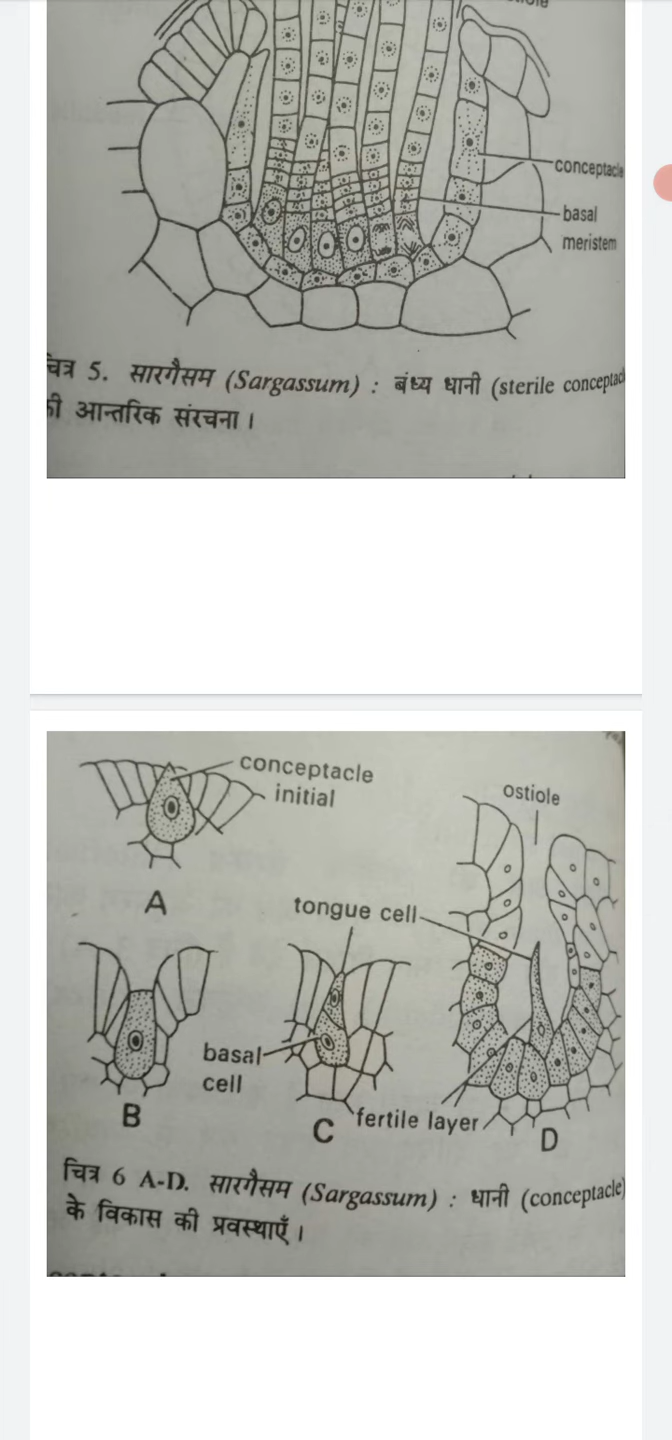 conceptacle
basal
meristem
चित्र 5. सारगैसम (Sargassum) : बंध्य धानी (sterile conceptacl
की आन्तरिक संरचना ।
conceptacle
initial
ostiole
A
tongue cell
basal
cell
B
C
fertile layer
D
चित्र 6 A-D. सारगैसम (Sargassum) : धानी (conceptacle)
के विकास की प्रवस्थाएँ ।